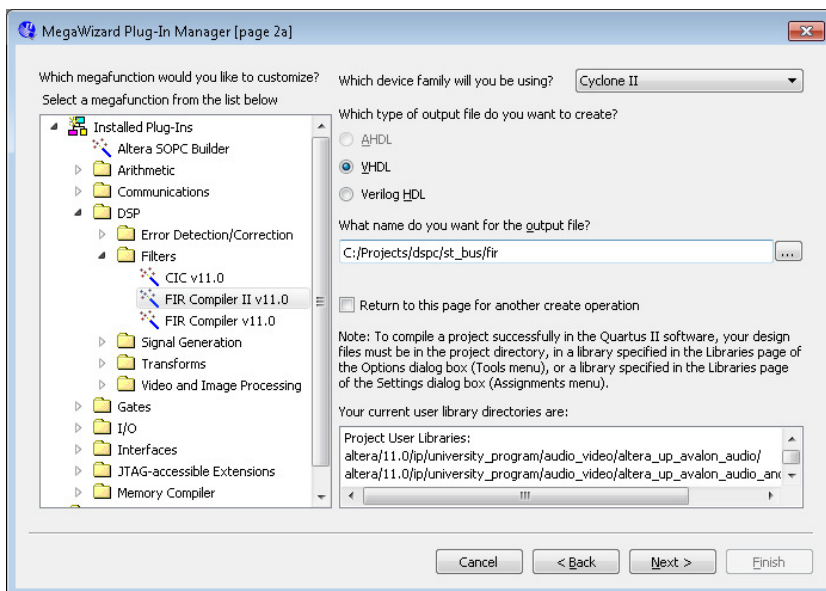 MegaWizard Plug-In Manager [page 2a]
Which megafunction would you like to customize?
Select a megafunction from the list below
Installed Plug-Ins
Altera SOPC Builder
Arithmetic
Communications
DSP
Error Detection/Correction
Filters
CIC v11.0
FIR Compiler II v11.0
FIR Compiler v11.0
Signal Generation
Transforms
Video and Image Processing
Gates
I/O
Interfaces
JTAG-accessible Extensions
Memory Compiler
Which device family will you be using?
Cyclone II
Which type of output file do you want to create?
AHDL
VHDL
Verilog HDL
What name do you want for the output file?
C:/Projects/dspc/st_bus/fir
...
Return to this page for another create operation
Note: To compile a project successfully in the Quartus II software, your design
files must be in the project directory, in a library specified in the Libraries page of
the Options dialog box (Tools menu), or a library specified in the Libraries page
of the Settings dialog box (Assignments menu).
Your current user library directories are:
Project User Libraries:
altera/11.0/ip/university_program/audio_video/altera_up_avalon_audio/
altera/11.0/ip/university_program/audio_video/altera_up_avalon_audio_and
Cancel
< Back
Next >
Finish